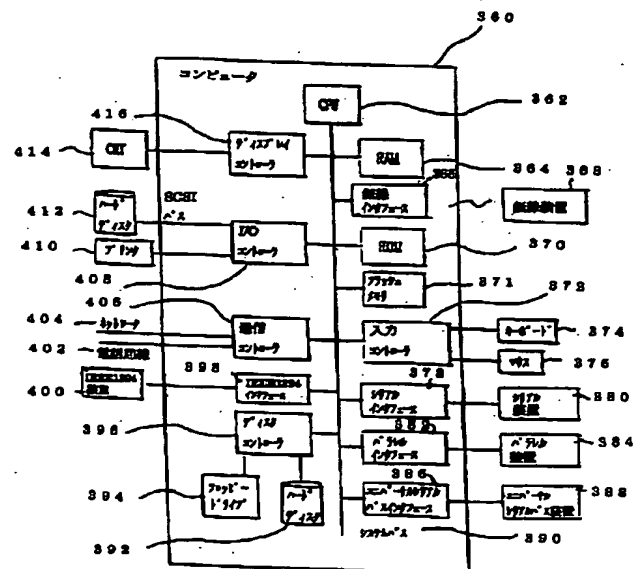 360
コンピュータ
CPU
362
416
ディスプレイ
コントローラ
414
CRT
RAM
364
365
無線
インタフェース
368
無線装置
412
ハード
ディスク
SCSI
バス
I/O
コントローラ
370
410
プリンタ
408
フラッシュ
メモリ
371
406
372
404
ネットワーク
通信
コントローラ
入力
コントローラ
キーボード
374
402
マウス
376
398
400
IEEE1394
装置
IEEE1394
インタフェース
378
シリアル
インタフェース
シリアル
装置
380
396
ディスク
コントローラ
382
パラレル
インタフェース
パラレル
装置
384
386
394
フロッピー
ドライブ
ハード
ディスク
ユニバーサルシリアル
バスインタフェース
ユニバーサル
シリアルバス装置
388
392
システムバス
390